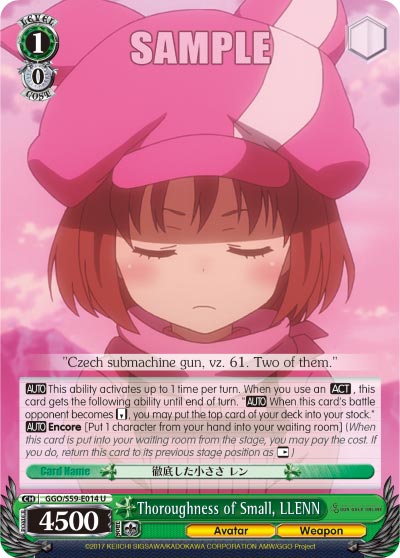 LEVEL
1
0
COST
SAMPLE
"Czech submachine gun, vz. 61. Two of them."
AUTO This ability activates up to 1 time per turn. When you use an ACT, this
card gets the following ability until end of turn. "AUTO When this card's battle
opponent becomes, you may put the top card of your deck into your stock."
AUTO Encore [Put 1 character from your hand into your waiting room] (When
this card is put into your waiting room from the stage, you may pay the cost. If
you do, return this card to its previous stage position as)
Card Name 徹底した小ささ レン
CH GGO/S59-E014 U
POWER 4500 Thoroughness of Small, LLENN GUN GALE ONLINE
Avatar Weapon
©2017 KEIICHI SIGSAWA/KADOKAWA CORPORATION AMW/GGO Project